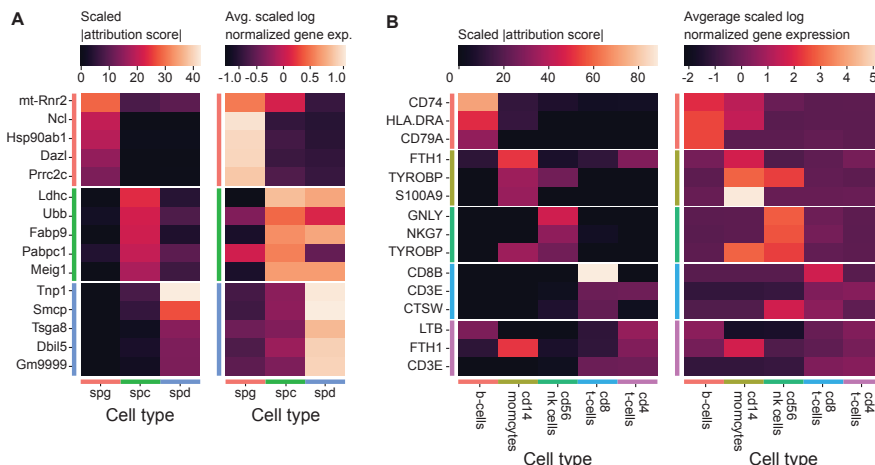 A
Scaled
|attribution score|
0 10 20 30 40
Avg. scaled log
normalized gene exp.
-1.0 -0.5 0.0 0.5 1.0
mt-Rnr2
Ncl
Hsp90ab1
Dazl
Prrc2c
Ldhc
Ubb
Fabp9
Pabpc1
Meig1
Tnp1
Smcp
Tsga8
Dbil5
Gm9999
spg spc spd
Cell type
spg spc spd
Cell type
B
Scaled |attribution score|
0 20 40 60 80
Avgerage scaled log
normalized gene expression
-2 -1 0 1 2 3 4 5
CD74
HLA.DRA
CD79A
FTH1
TYROBP
S100A9
GNLY
NKG7
TYROBP
CD8B
CD3E
CTSW
LTB
FTH1
CD3E
b-cells
cd14
momcytes
cd56
nk cells
cd8
t-cells
cd4
t-cells
Cell type
b-cells
cd14
momcytes
cd56
nk cells
cd8
t-cells
cd4
t-cells
Cell type